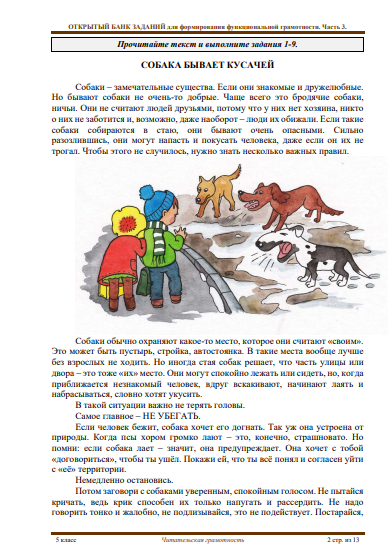 ОТКРЫТЫЙ БАНК ЗАДАНИЙ для формирования функциональной грамотности. Часть 3.
Прочитайте текст и выполните задания 1-9.
СОБАКА БЫВАЕТ КУСАЧЕЙ
Собаки – замечательные существа. Если они знакомые и дружелюбные.
Но бывают собаки не очень-то добрые. Чаще всего это бродячие собаки,
ничьи. Они не считают людей друзьями, потому что у них нет хозяина, никто
о них не заботится и, возможно, даже наоборот – люди их обижали. Если такие
собаки собираются в стаю, они бывают очень опасными. Сильно
разозлившись, они могут напасть и покусать человека, даже если он их не
трогал. Чтобы этого не случилось, нужно знать несколько важных правил.
Собаки обычно охраняют какое-то место, которое они считают «своим».
Это может быть пустырь, стройка, автостоянка. В такие места вообще лучше
без взрослых не ходить. Но иногда стая собак решает, что часть улицы или
двора – это тоже «их» место. Они могут спокойно лежать или сидеть, но, когда
приближается незнакомый человек, вдруг вскакивают, начинают лаять и
набрасываться, словно хотят укусить.
В такой ситуации важно не терять головы.
Самое главное – НЕ УБЕГАТЬ.
Если человек бежит, собака хочет его догнать. Так уж она устроена от
природы. Когда псы хором громко лают – это, конечно, страшновато. Но
помни: если собака лает – значит, она предупреждает. Она хочет с тобой
«договориться», чтобы ты ушёл. Покажи ей, что ты всё понял и согласен уйти
с «её» территории.
Немедленно остановись.
Потом заговори с собаками уверенным, спокойным голосом. Не пытайся
кричать, ведь крик способен их только напугать и рассердить. Не надо
говорить тонко и жалобно, не подлизывайся, это не подействует. Постарайся,
5 класс
Читательская грамотность
2 стр. из 13